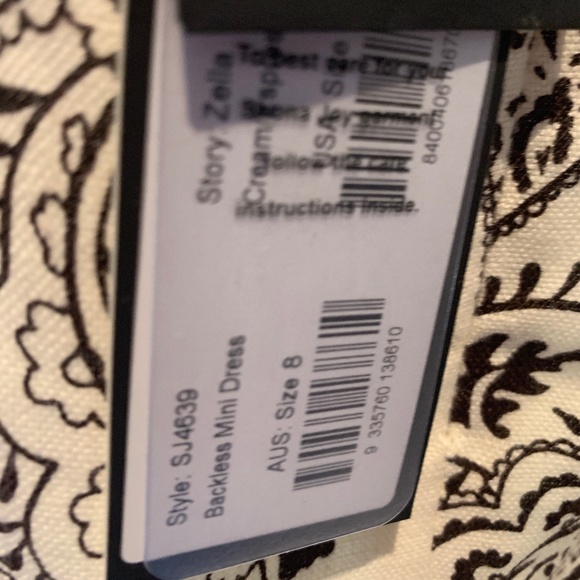 Style: SJ4639
Backless Mini Dress
AUS: Size 8
9 335760 138610
Story: Zella
Cream
Size
To best care for your
garment,
follow the care
instructions inside.